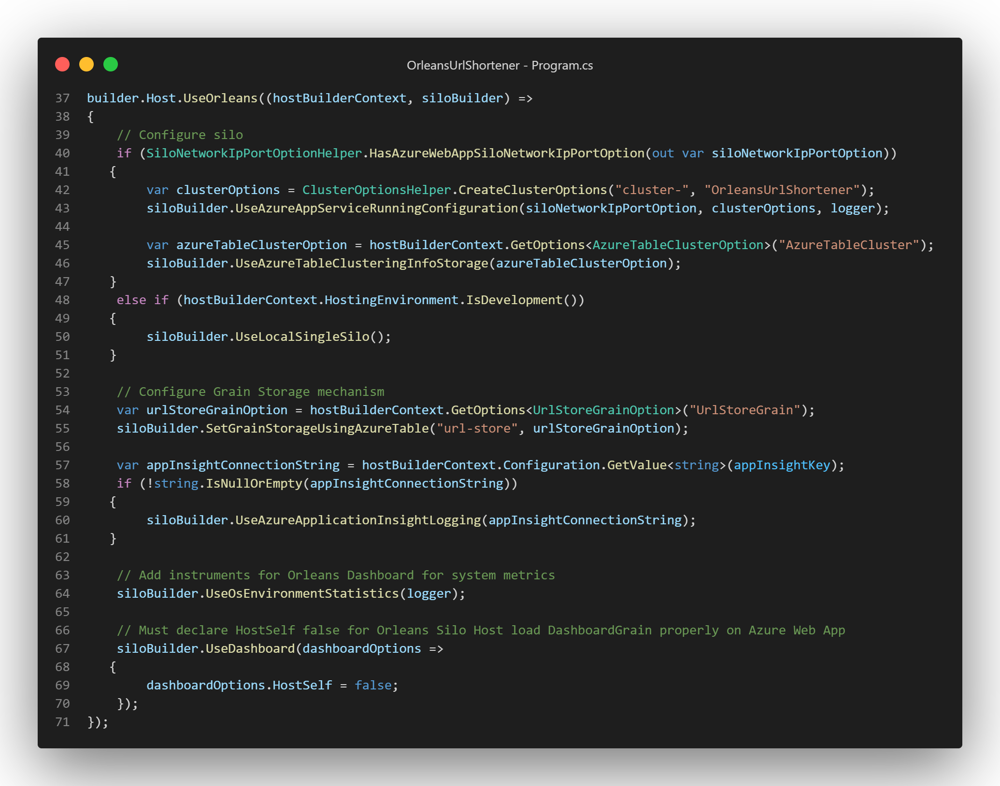 OrleansUrlShortener - Program.cs
37 builder.Host.UseOrleans((hostBuilderContext, siloBuilder) =>
38 {
39     // Configure silo
40     if (SiloNetworkIpPortOptionHelper.HasAzureWebAppSiloNetworkIpPortOption(out var siloNetworkIpPortOption))
41    {
42         var clusterOptions = ClusterOptionsHelper.CreateClusterOptions("cluster-", "OrleansUrlShortener");
43         siloBuilder.UseAzureAppServiceRunningConfiguration(siloNetworkIpPortOption, clusterOptions, logger);
44
45         var azureTableClusterOption = hostBuilderContext.GetOptions<AzureTableClusterOption>("AzureTableCluster");
46         siloBuilder.UseAzureTableClusteringInfoStorage(azureTableClusterOption);
47    }
48     else if (hostBuilderContext.HostingEnvironment.IsDevelopment())
49    {
50         siloBuilder.UseLocalSingleSilo();
51    }
52
53     // Configure Grain Storage mechanism
54     var urlStoreGrainOption = hostBuilderContext.GetOptions<UrlStoreGrainOption>("UrlStoreGrain");
55     siloBuilder.SetGrainStorageUsingAzureTable("url-store", urlStoreGrainOption);
56
57     var appInsightConnectionString = hostBuilderContext.Configuration.GetValue<string>(appInsightKey);
58     if (!string.IsNullOrEmpty(appInsightConnectionString))
59    {
60         siloBuilder.UseAzureApplicationInsightLogging(appInsightConnectionString);
61    }
62
63     // Add instruments for Orleans Dashboard for system metrics
64     siloBuilder.UseOsEnvironmentStatistics(logger);
65
66     // Must declare HostSelf false for Orleans Silo Host load DashboardGrain properly on Azure Web App
67     siloBuilder.UseDashboard(dashboardOptions =>
68    {
69         dashboardOptions.HostSelf = false;
70     });
71 });